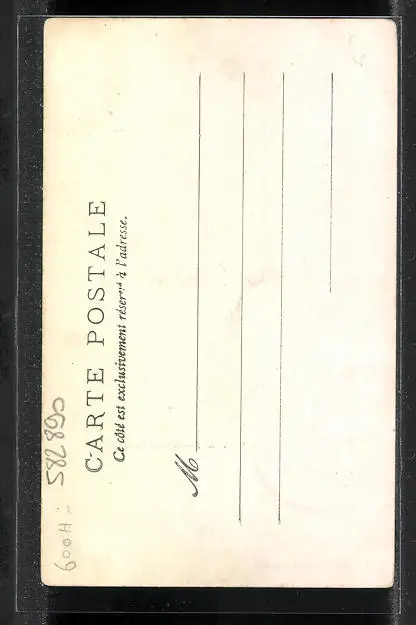 CARTE POSTALE
Ce côté est exclusivement réservé à l'adresse.
M
582890
600H-